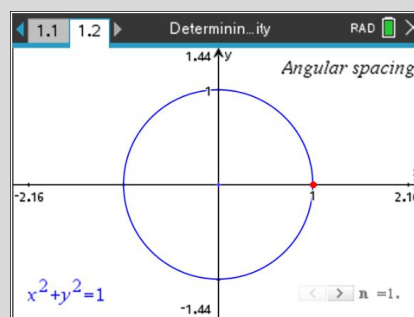 1.1 1.2 Determinin...ity RAD
1.44 y
Angular spacing
1
-2.16 1 2.1
x²+y²=1
n =1.
-1.44